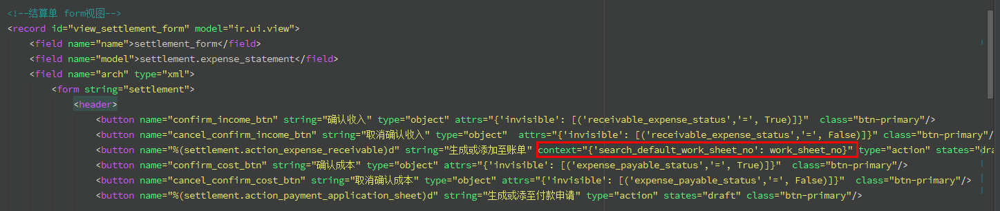 <!--结算单 form视图-->
<record id="view_settlement_form" model="ir.ui.view">
<field name="name">settlement_form</field>
<field name="model">settlement.expense_statement</field>
<field name="arch" type="xml">
<form string="settlement">
<header>
<button name="confirm_income_btn" string="确认收入" type="object" attrs="{'invisible': [('receivable_expense_status','=', True)]}"  class="btn-primary"/>
<button name="cancel_confirm_income_btn" string="取消确认收入" type="object"  attrs="{'invisible': [('receivable_expense_status','=', False)]}" class="btn-primary"/
<button name="%(settlement.action_expense_receivable)d" string="生成或添加至账单" context="{'search_default_work_sheet_no': work_sheet_no}" type="action" states="dra
<button name="confirm_cost_btn" string="确认成本" type="object" attrs="{'invisible': [('expense_payable_status','=', True)]}"  class="btn-primary"/>
<button name="cancel_confirm_cost_btn" string="取消确认成本" type="object" attrs="{'invisible': [('expense_payable_status','=', False)]}"  class="btn-primary"/>
<button name="%(settlement.action_payment_application_sheet)d" string="生成或添至付款申请" type="action" states="draft" class="btn-primary"/>